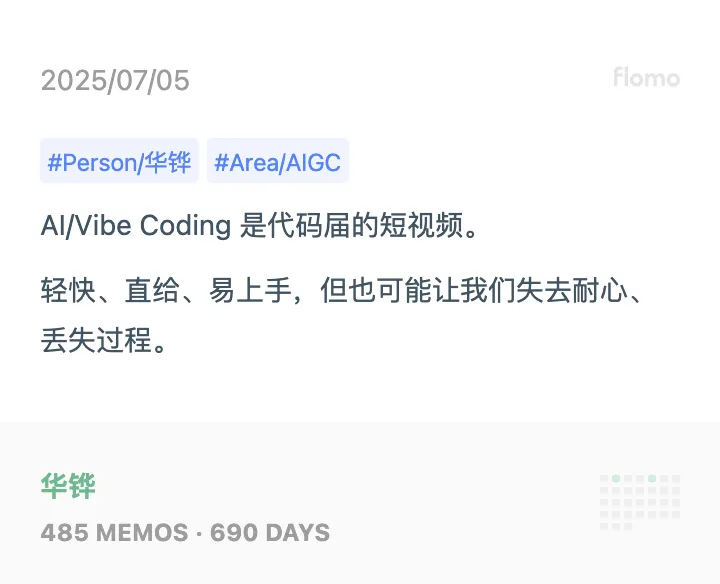 2025/07/05
flomo
#Person/华铧 #Area/AIGC
AI/Vibe Coding 是代码届的短视频。
轻快、直给、易上手，但也可能让我们失去耐心、
丢失过程。
华铧
485 MEMOS · 690 DAYS